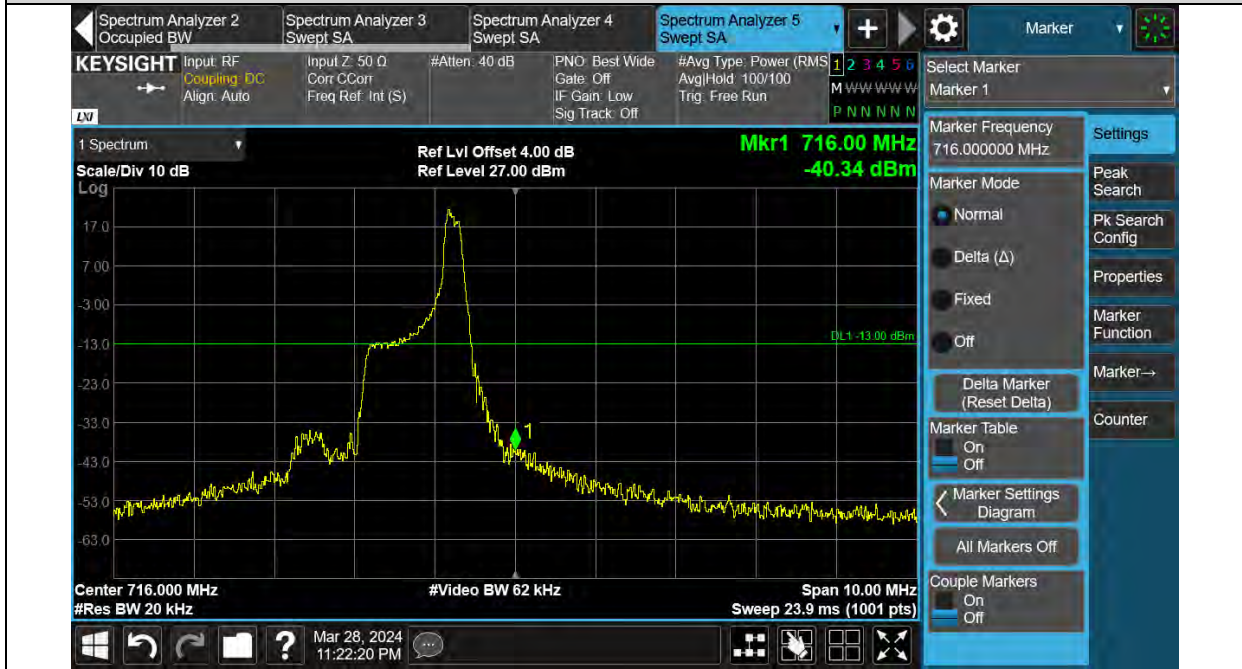 Spectrum Analyzer 2
Occupied BW
Spectrum Analyzer 3
Swept SA
Spectrum Analyzer 4
Swept SA
Spectrum Analyzer 5
Swept SA
+
Marker
KEYSIGHT
LXI
Input: RF
Coupling: DC
Align: Auto
Input Z: 50 Ω
Corr CCorr
Freq Ref: Int (S)
#Atten: 40 dB
PNO: Best Wide
Gate: Off
IF Gain: Low
Sig Track: Off
#Avg Type: Power (RMS
Avg|Hold: 100/100
Trig: Free Run
1 2 3 4 5 6
M W W W W W
P N N N N N
Select Marker
Marker 1
1 Spectrum
Scale/Div 10 dB
Log
Ref Lvl Offset 4.00 dB
Ref Level 27.00 dBm
Mkr1 716.00 MHz
-40.34 dBm
17.0
7.00
-3.00
-13.0
-23.0
-33.0
-43.0
-53.0
-63.0
DL1 -13.00 dBm
1
Center 716.000 MHz
#Res BW 20 kHz
#Video BW 62 kHz
Span 10.00 MHz
Sweep 23.9 ms (1001 pts)
Marker Frequency
716.000000 MHz
Marker Mode
Normal
Delta (Δ)
Fixed
Off
Delta Marker
(Reset Delta)
Marker Table
On
Off
Marker Settings
Diagram
All Markers Off
Couple Markers
On
Off
Settings
Peak
Search
Pk Search
Config
Properties
Marker
Function
Marker→
Counter
?
Mar 28, 2024
11:22:20 PM